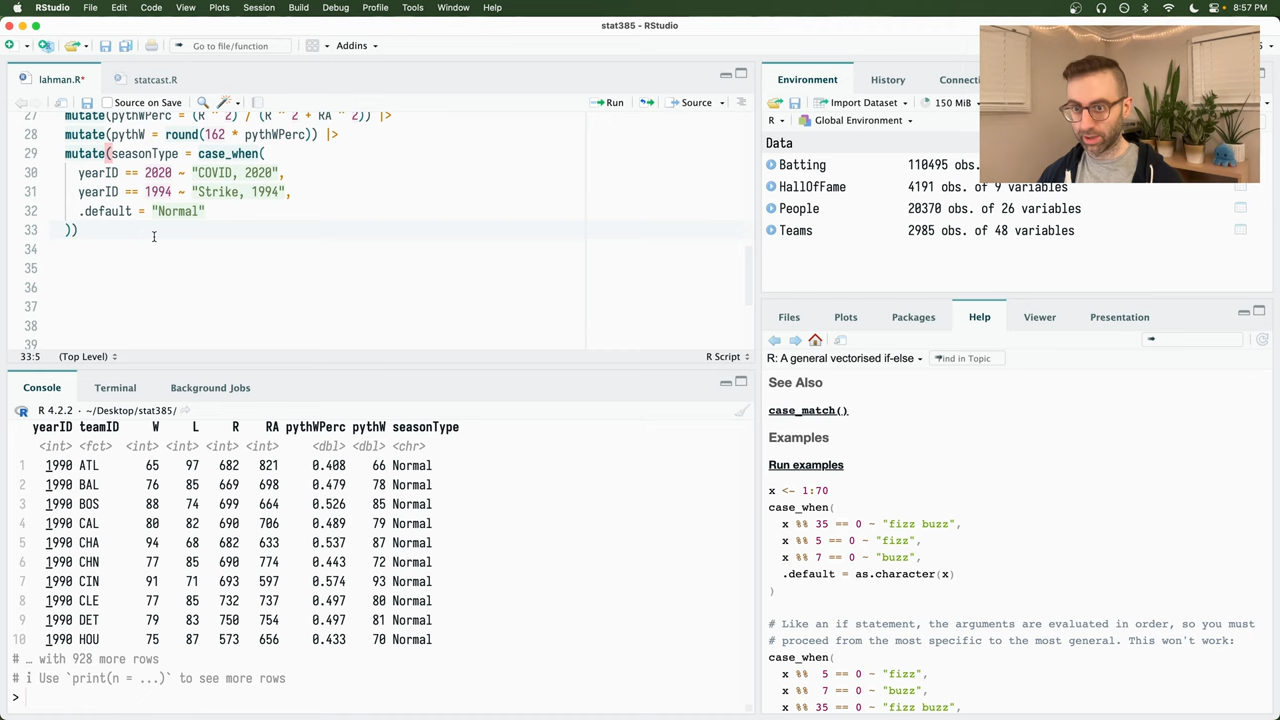 RStudio File Edit Code View Plots Session Build Debug Profile Tools Window Help 8:57 PM
stat385 - RStudio
Go to file/function Addins
lahman.R* statcast.R
Source on Save Run Source
27 mutate(pythPerc = (R ^ 2) / (R ^ 2 + RA ^ 2)) |>
28 mutate(pythW = round(162 * pythWPerc)) |>
29 mutate(seasonType = case_when(
30 yearID == 2020 ~ "COVID, 2020",
31 yearID == 1994 ~ "Strike, 1994",
32 .default = "Normal"
33 ))
34
35
36
37
38
39
33:5 (Top Level) R Script
Console Terminal Background Jobs
R 4.2.2 · ~/Desktop/stat385/
yearID teamID W L R RA pythWPerc pythW seasonType
<int> <fct> <int> <int> <int> <int> <dbl> <dbl> <chr>
1 1990 ATL 65 97 682 821 0.408 66 Normal
2 1990 BAL 76 85 669 698 0.479 78 Normal
3 1990 BOS 88 74 699 664 0.526 85 Normal
4 1990 CAL 80 82 690 706 0.489 79 Normal
5 1990 CHA 94 68 682 633 0.537 87 Normal
6 1990 CHN 77 85 690 774 0.443 72 Normal
7 1990 CIN 91 71 693 597 0.574 93 Normal
8 1990 CLE 77 85 732 737 0.497 80 Normal
9 1990 DET 79 83 750 754 0.497 81 Normal
10 1990 HOU 75 87 573 656 0.433 70 Normal
# … with 928 more rows
# ℹ Use `print(n = ...)` to see more rows
>
Environment History Connecti
Import Dataset 150 MiB
R Global Environment
Data
Batting 110495 obs.
HallOfFame 4191 obs. of 9 variables
People 20370 obs. of 26 variables
Teams 2985 obs. of 48 variables
Files Plots Packages Help Viewer Presentation
R: A general vectorised if-else Find in Topic
See Also
case_match()
Examples
Run examples
x <- 1:70
case_when(
x %% 35 == 0 ~ "fizz buzz",
x %% 5 == 0 ~ "fizz",
x %% 7 == 0 ~ "buzz",
.default = as.character(x)
)
# Like an if statement, the arguments are evaluated in order, so you must
# proceed from the most specific to the most general. This won't work:
case_when(
x %% 5 == 0 ~ "fizz",
x %% 7 == 0 ~ "buzz",
x %% 35 == 0 ~ "fizz buzz",